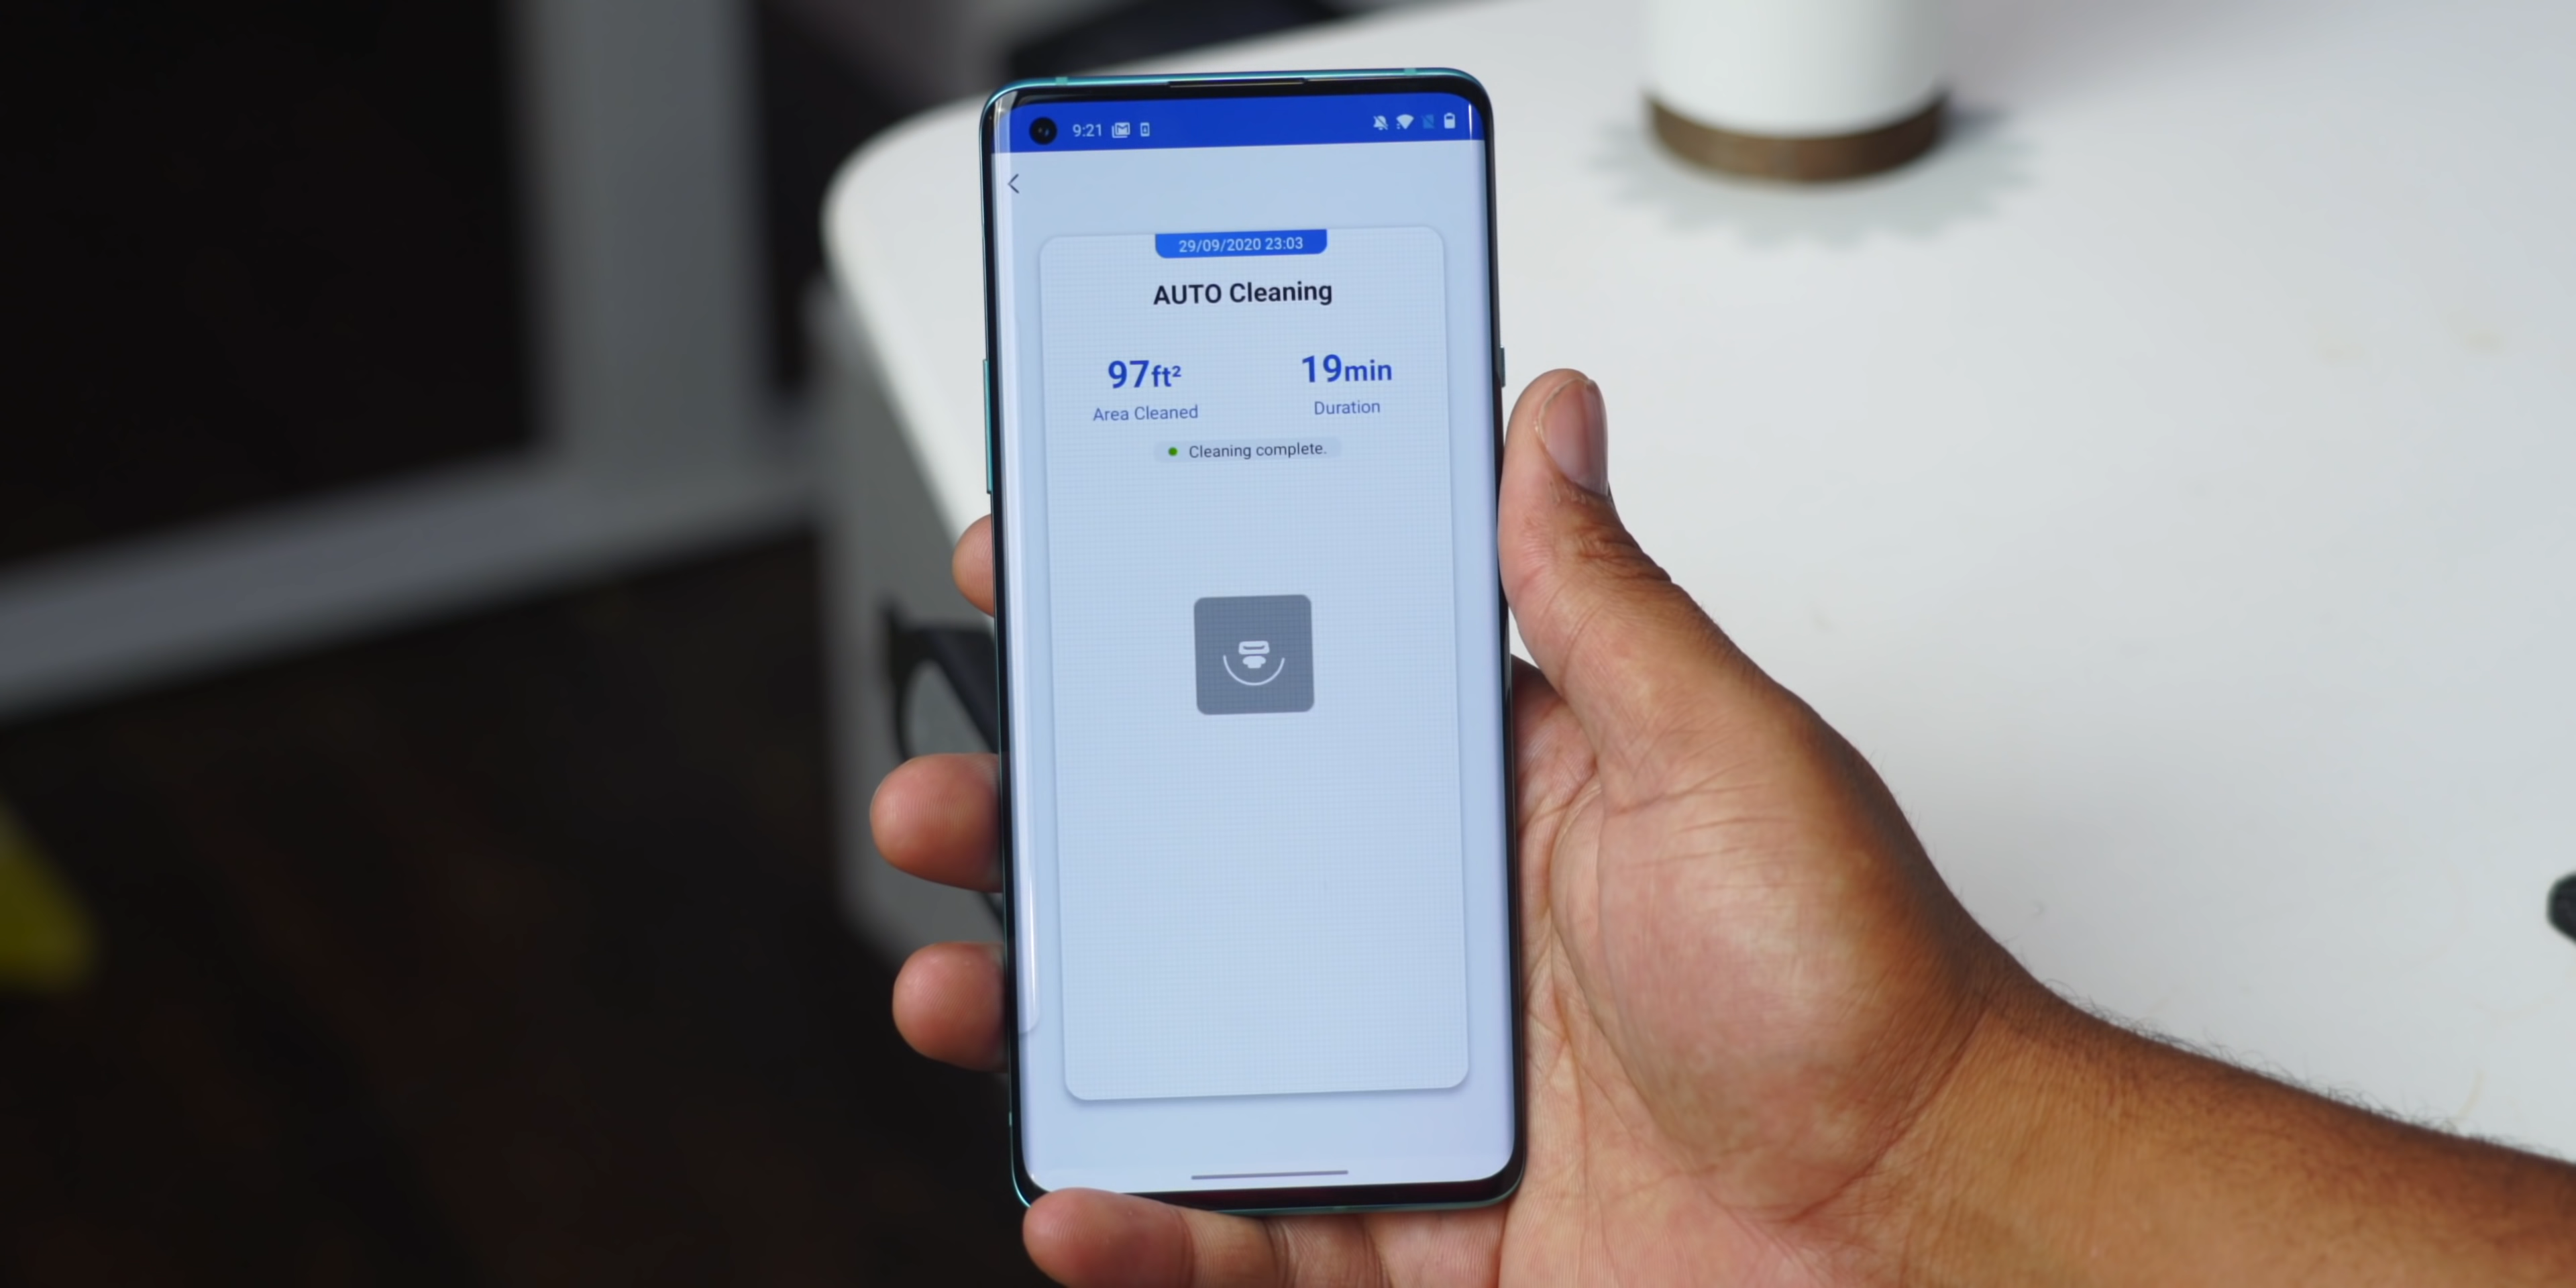 9:21
29/09/2020 23:03
AUTO Cleaning
97ft² 19min
Area Cleaned Duration
Cleaning complete.